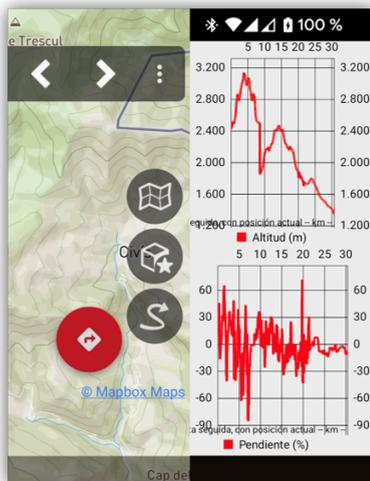 100 %
e Trescul
5 10 15 20 25 30
3.200 3.200
2.800 2.800
2.400 2.400
2.000 2.000
1.600 1.600
1.200 1.200
eguida, con posición actual -- km --
Altitud (m)
Civís
5 10 15 20 25 30
60 60
30 30
0 0
-30 -30
-60 -60
-90 -90
© Mapbox Maps
a seguida, con posición actual -- km --
Pendiente (%)
Cap del